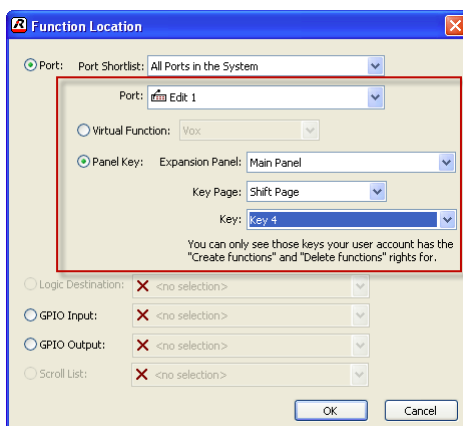 Function Location
Port: Port Shortlist: All Ports in the System
Port: Edit 1
Virtual Function: Vox
Panel Key: Expansion Panel: Main Panel
Key Page: Shift Page
Key: Key 4
You can only see those keys your user account has the
"Create functions" and "Delete functions" rights for.
Logic Destination: <no selection>
GPIO Input: <no selection>
GPIO Output: <no selection>
Scroll List: <no selection>
OK Cancel